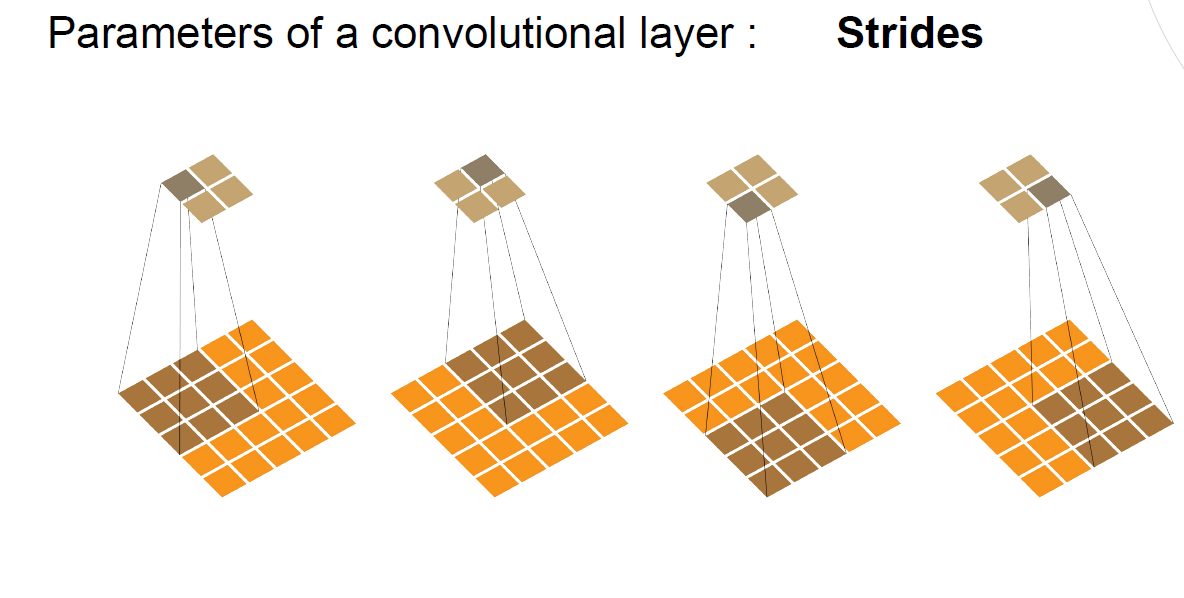 Parameters of a convolutional layer : Strides